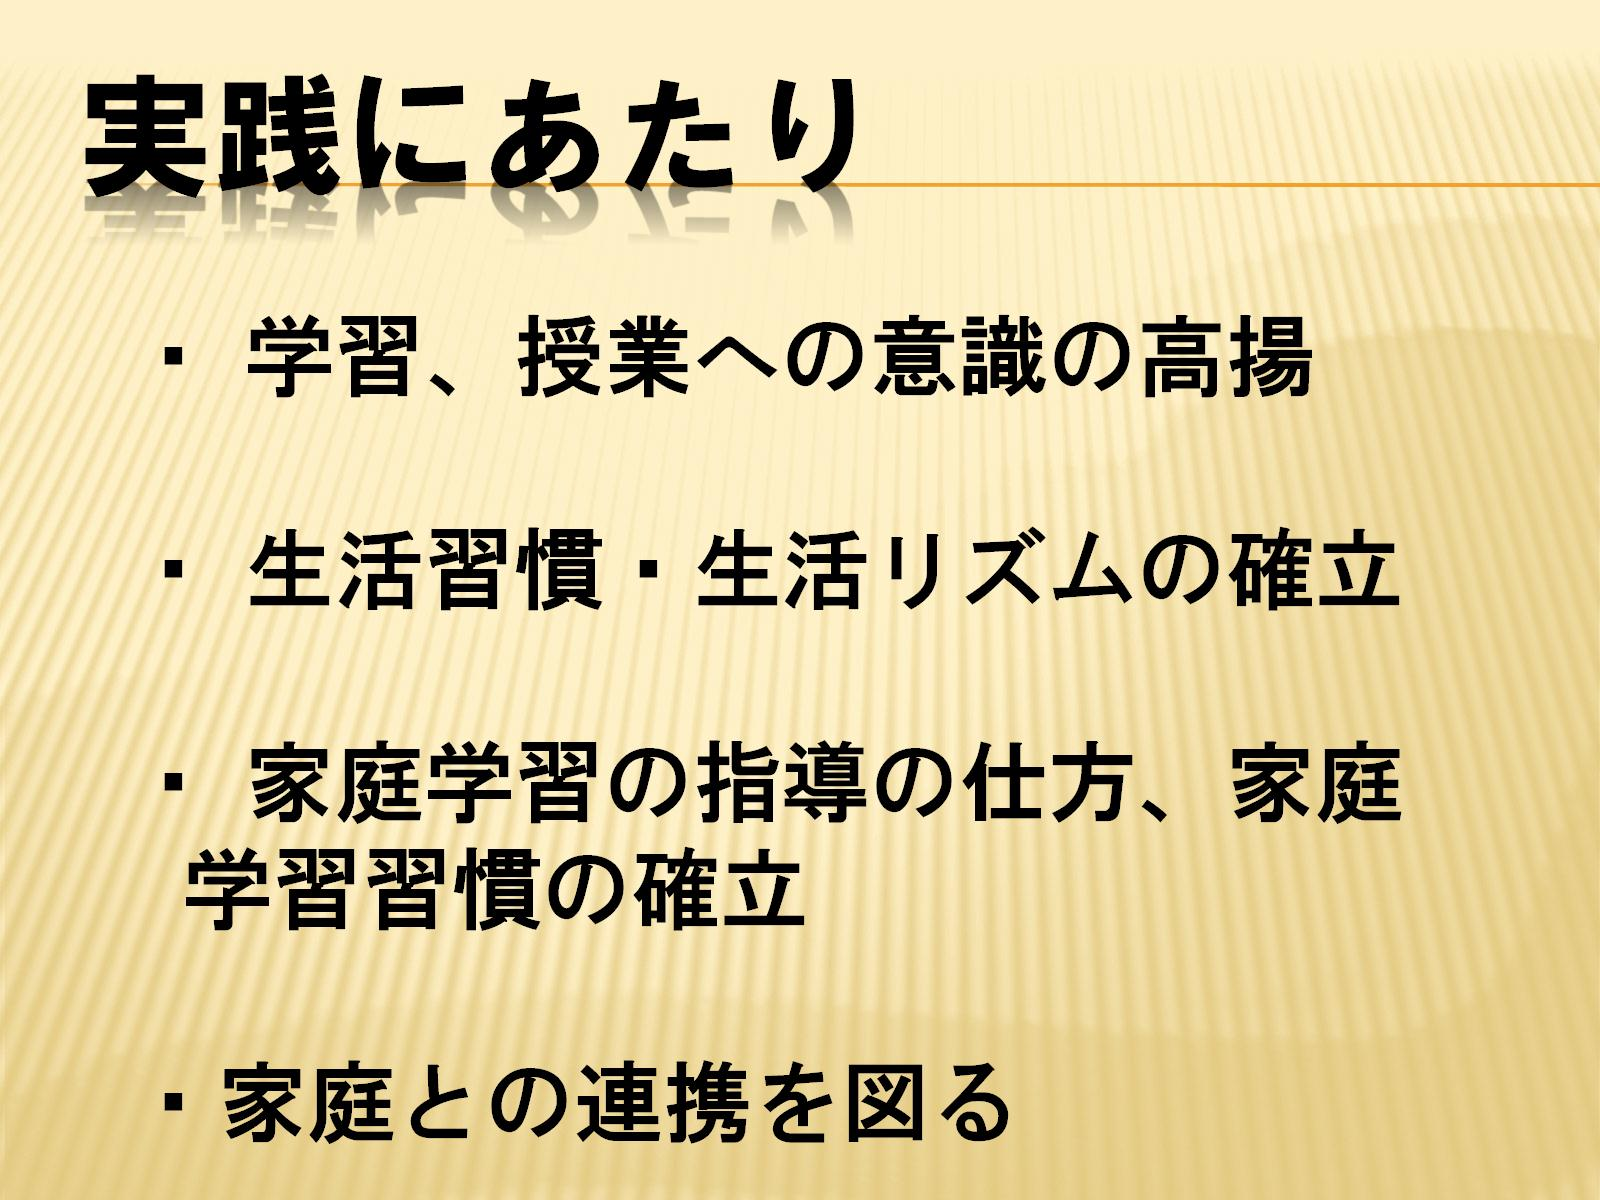 実践にあたり
・ 学習、授業への意識の高揚
・ 生活習慣・生活リズムの確立
・ 家庭学習の指導の仕方、家庭
学習習慣の確立
・家庭との連携を図る